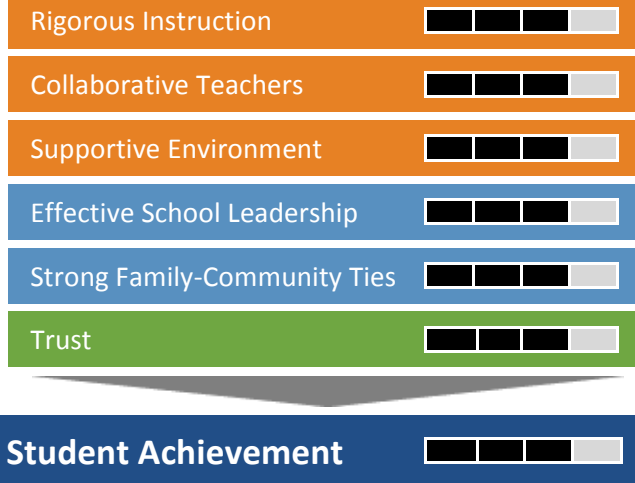 Rigorous Instruction
Collaborative Teachers
Supportive Environment
Effective School Leadership
Strong Family-Community Ties
Trust
Student Achievement